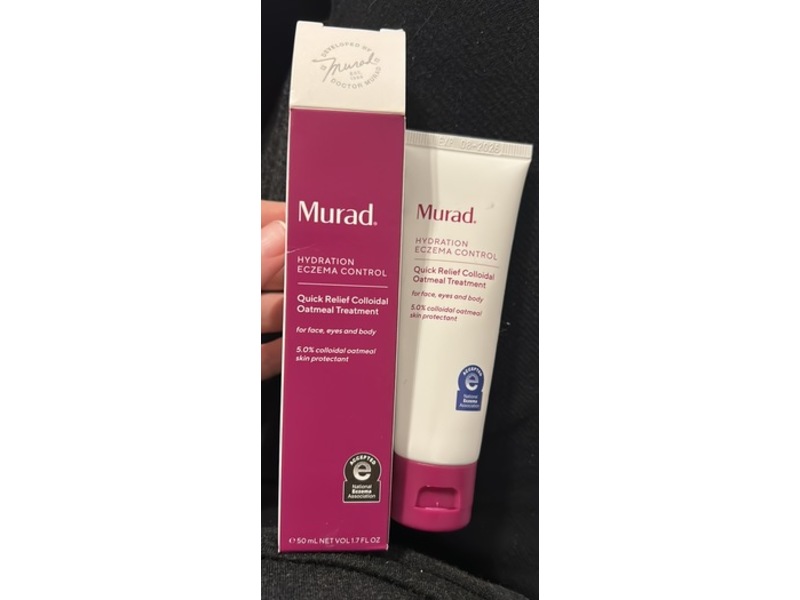 DEVELOPED BY
Murad
EST.
DOCTOR MURAD
Murad.
HYDRATION
ECZEMA CONTROL
Quick Relief Colloidal
Oatmeal Treatment
for face, eyes and body
5.0% colloidal oatmeal
skin protectant
ACCEPTED
e
National
Eczema
Association
℮ 50 mL NET VOL 1.7 FL OZ
Murad.
HYDRATION
ECZEMA CONTROL
Quick Relief Colloidal
Oatmeal Treatment
for face, eyes and body
5.0% colloidal oatmeal
skin protectant
ACCEPTED
e
National
Eczema
Association